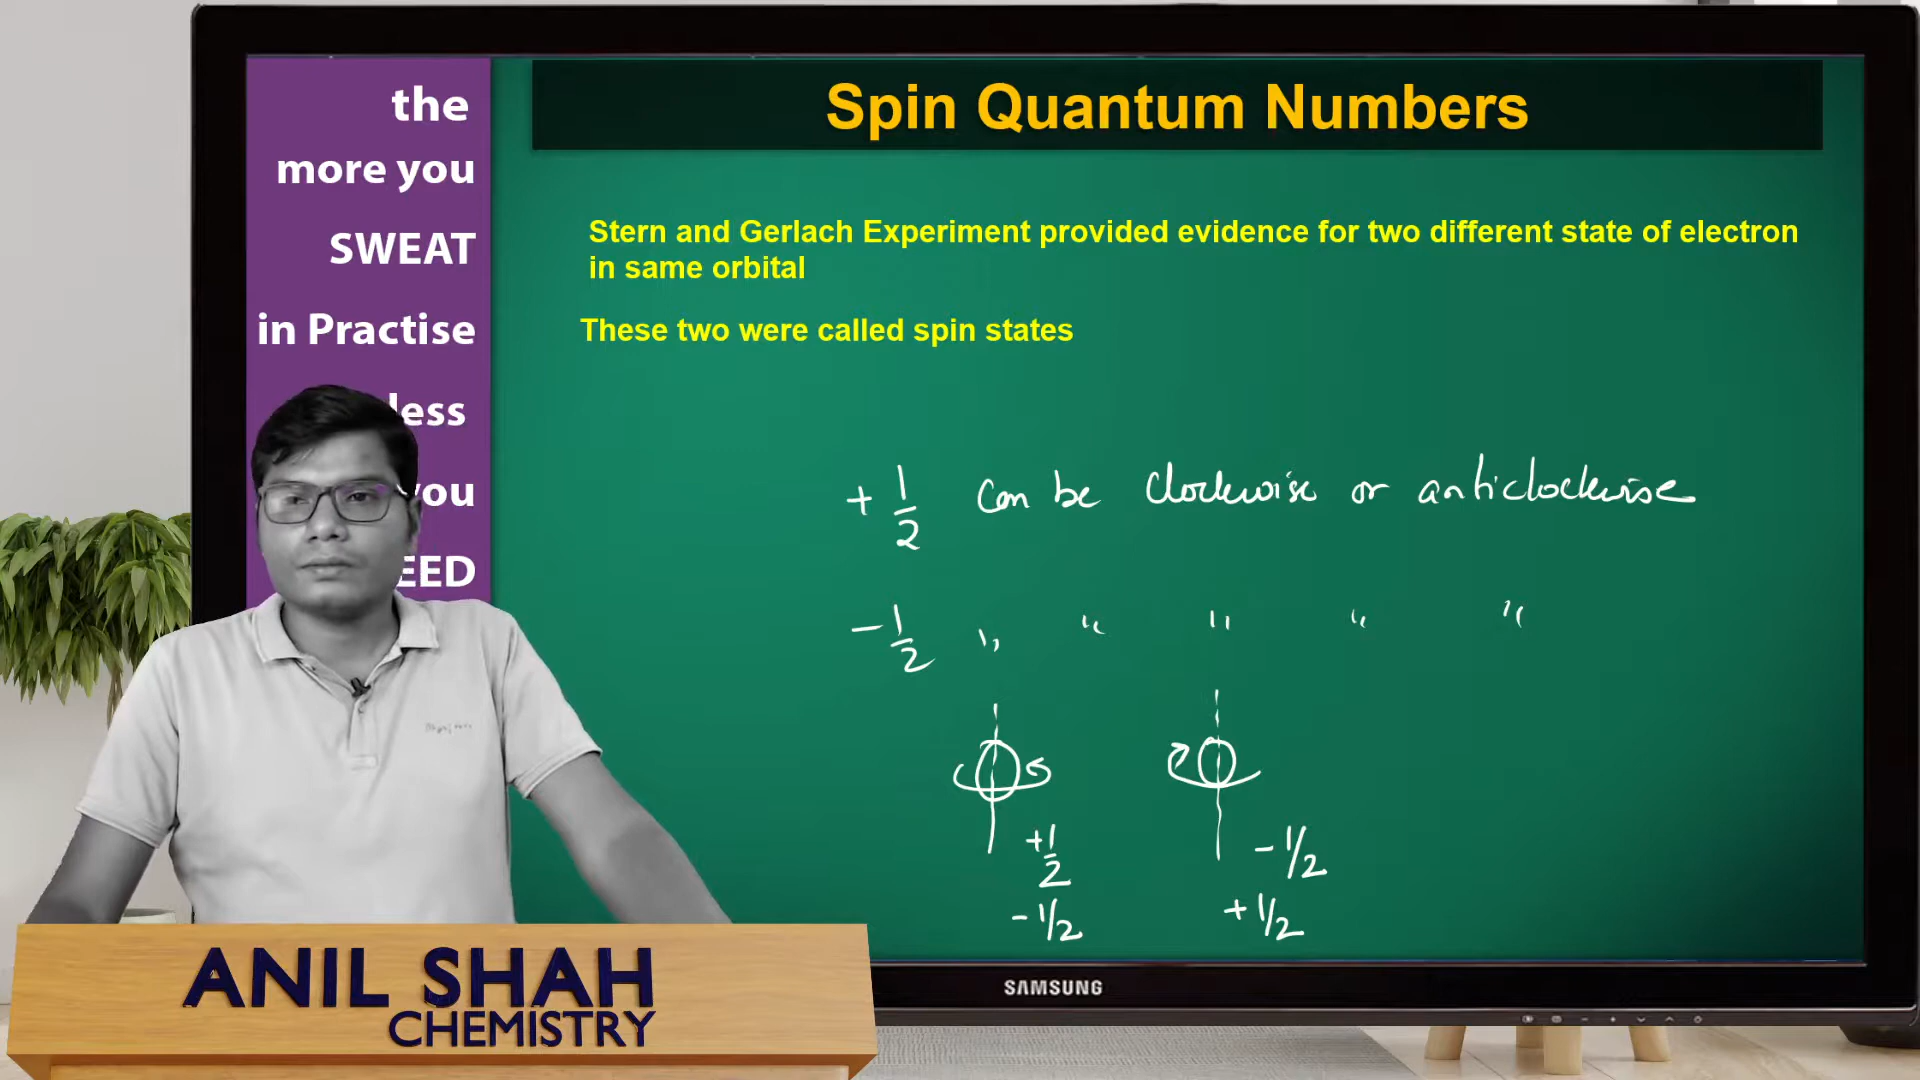 the
more you
SWEAT
in Practise
less
you
EED
Spin Quantum Numbers
Stern and Gerlach Experiment provided evidence for two different state of electron
in same orbital
These two were called spin states
+ 1/2 can be clockwise or anticlockwise
- 1/2 " " " " "
+ 1/2
- 1/2
- 1/2
+ 1/2
ANIL SHAH
CHEMISTRY
SAMSUNG